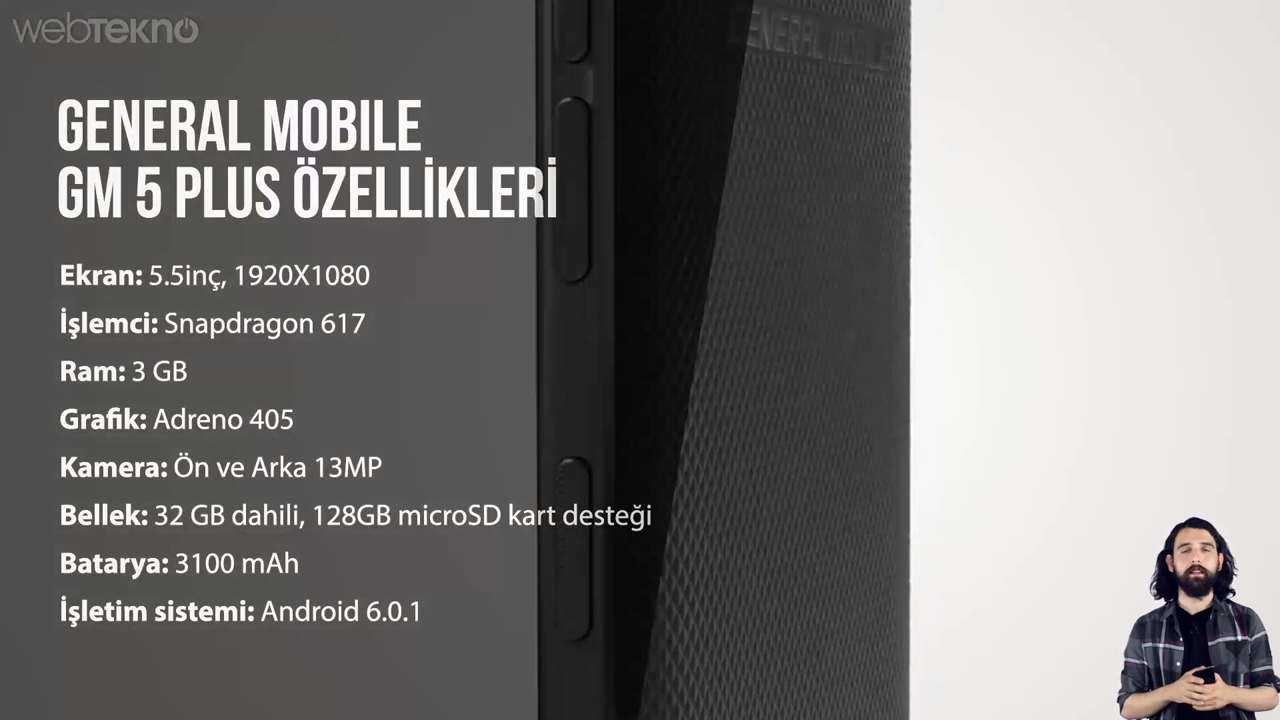 webTEKNO
GENERAL MOBILE
GENERAL MOBILE
GM 5 PLUS ÖZELLİKLERİ
Ekran: 5.5inç, 1920X1080
İşlemci: Snapdragon 617
Ram: 3 GB
Grafik: Adreno 405
Kamera: Ön ve Arka 13MP
Bellek: 32 GB dahili, 128GB microSD kart desteği
Batarya: 3100 mAh
İşletim sistemi: Android 6.0.1